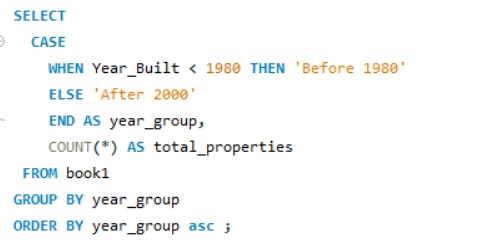 SELECT
CASE
WHEN Year_Built < 1980 THEN 'Before 1980'
ELSE 'After 2000'
END AS year_group,
COUNT(*) AS total_properties
FROM book1
GROUP BY year_group
ORDER BY year_group asc ;